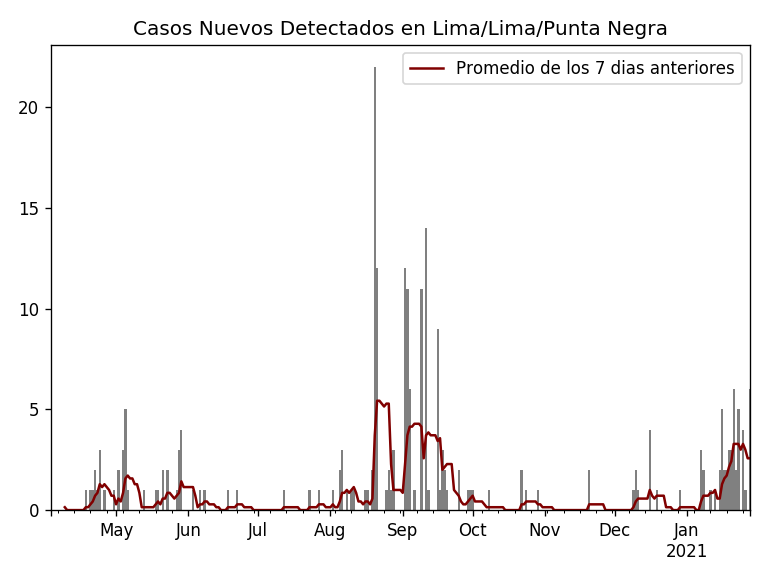 Casos Nuevos Detectados en Lima/Lima/Punta Negra
Promedio de los 7 dias anteriores
20
15
10
5
0
May Jun Jul Aug Sep Oct Nov Dec Jan
2021